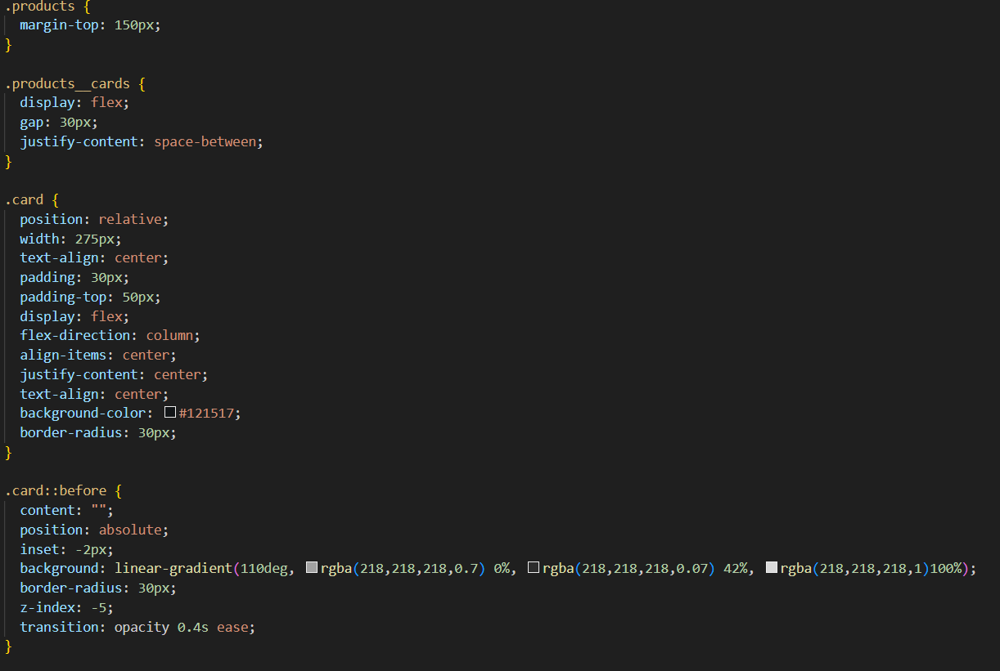 .products {
margin-top: 150px;
}
.products__cards {
display: flex;
gap: 30px;
justify-content: space-between;
}
.card {
position: relative;
width: 275px;
text-align: center;
padding: 30px;
padding-top: 50px;
display: flex;
flex-direction: column;
align-items: center;
justify-content: center;
text-align: center;
background-color: #121517;
border-radius: 30px;
}
.card::before {
content: "";
position: absolute;
inset: -2px;
background: linear-gradient(110deg, rgba(218,218,218,0.7) 0%, rgba(218,218,218,0.07) 42%, rgba(218,218,218,1)100%);
border-radius: 30px;
z-index: -5;
transition: opacity 0.4s ease;
}